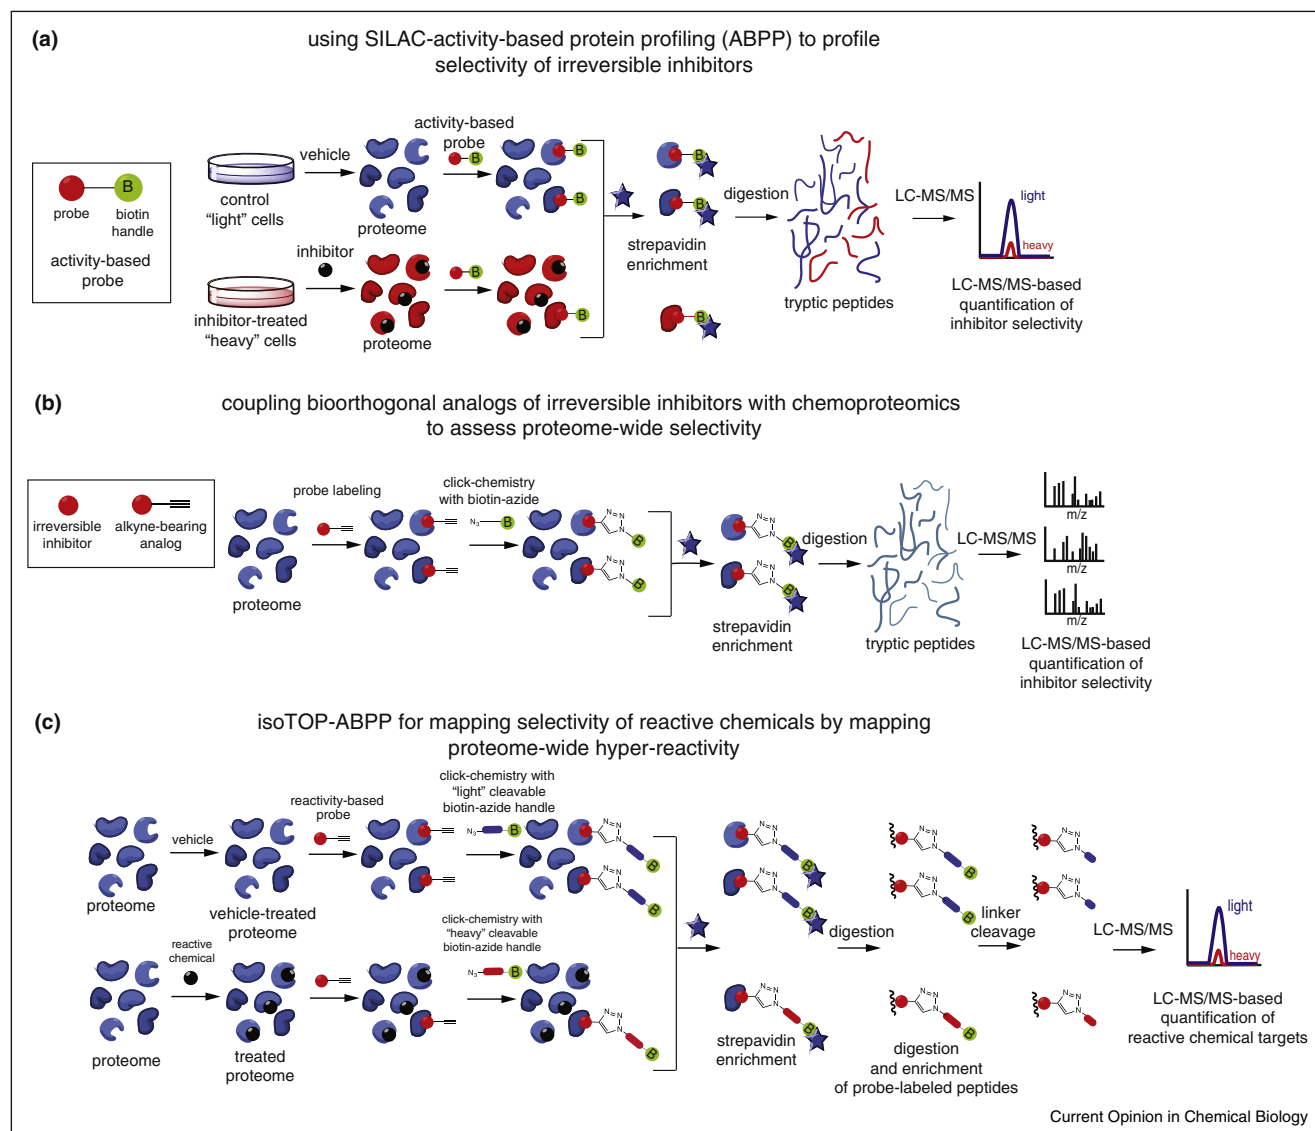 (a)
using SILAC-activity-based protein profiling (ABPP) to profile
selectivity of irreversible inhibitors
B
probe
biotin
handle
activity-based
probe
control
“light” cells
vehicle
proteome
activity-based
probe
B
B
B
inhibitor-treated
“heavy” cells
inhibitor
proteome
B
B
B
B
strepavidin
enrichment
B
digestion
tryptic peptides
LC-MS/MS
light
heavy
LC-MS/MS-based
quantification of
inhibitor selectivity
(b)
coupling bioorthogonal analogs of irreversible inhibitors with chemoproteomics
to assess proteome-wide selectivity
irreversible
inhibitor
alkyne-bearing
analog
proteome
probe labeling
click-chemistry
with biotin-azide
N3
B
N
N
N
B
N
N
N
B
N
N
N
B
N
N
N
B
strepavidin
enrichment
digestion
tryptic peptides
LC-MS/MS
m/z
m/z
m/z
LC-MS/MS-based
quantification of
inhibitor selectivity
(c)
isoTOP-ABPP for mapping selectivity of reactive chemicals by mapping
proteome-wide hyper-reactivity
proteome
vehicle
vehicle-treated
proteome
reactivity-based
probe
click-chemistry with
“light” cleavable
biotin-azide handle
N3
B
N
N
N
B
N
N
N
B
proteome
reactive
chemical
treated
proteome
click-chemistry with
“heavy” cleavable
biotin-azide handle
N3
B
N
N
N
B
N
N
N
B
N
N
N
B
N
N
N
B
strepavidin
enrichment
digestion
N
N
N
B
N
N
N
B
N
N
N
B
digestion
and enrichment
of probe-labeled peptides
linker
cleavage
N
N
N
N
N
N
N
N
N
LC-MS/MS
light
heavy
LC-MS/MS-based
quantification of
reactive chemical targets
Current Opinion in Chemical Biology